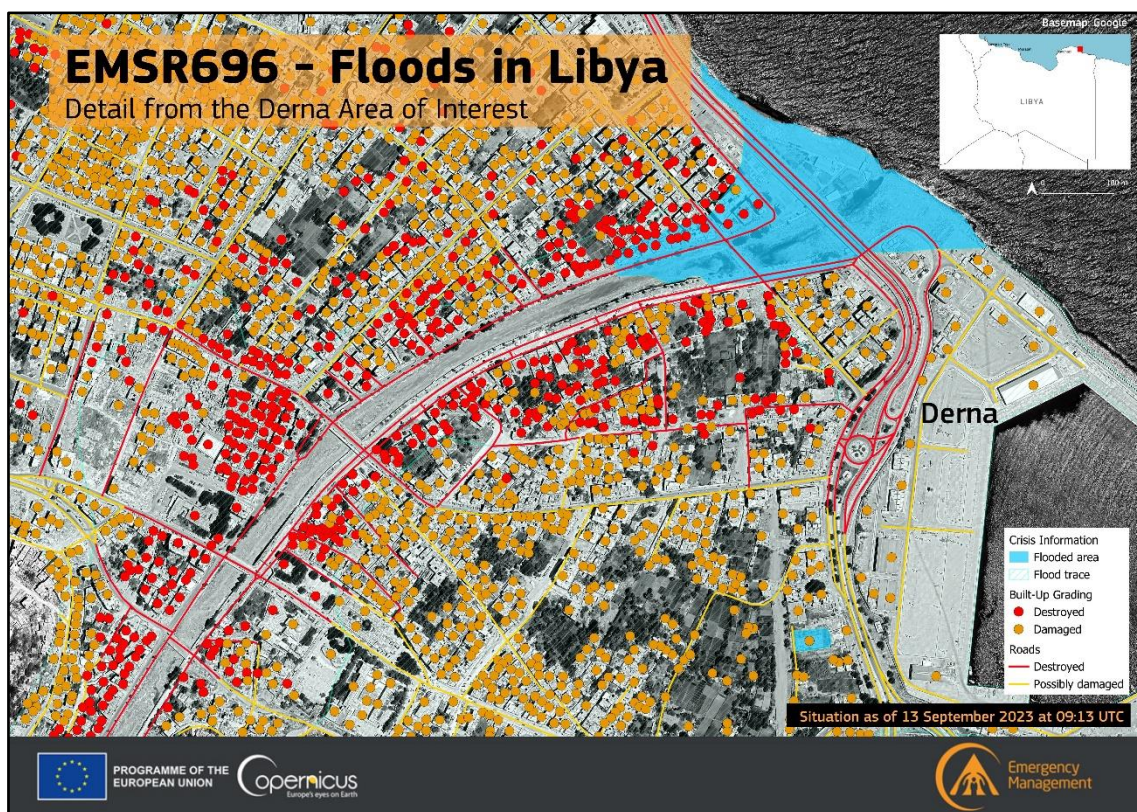 Basemap: Google
EMSR696 - Floods in Libya
Detail from the Derna Area of Interest
LIBYA
0
100 m
Derna
Crisis Information
Flooded area
Flood trace
Built-Up Grading
Destroyed
Damaged
Roads
Destroyed
Possibly damaged
Situation as of 13 September 2023 at 09:13 UTC
PROGRAMME OF THE
EUROPEAN UNION
Copernicus
Europe's eyes on Earth
Emergency
Management